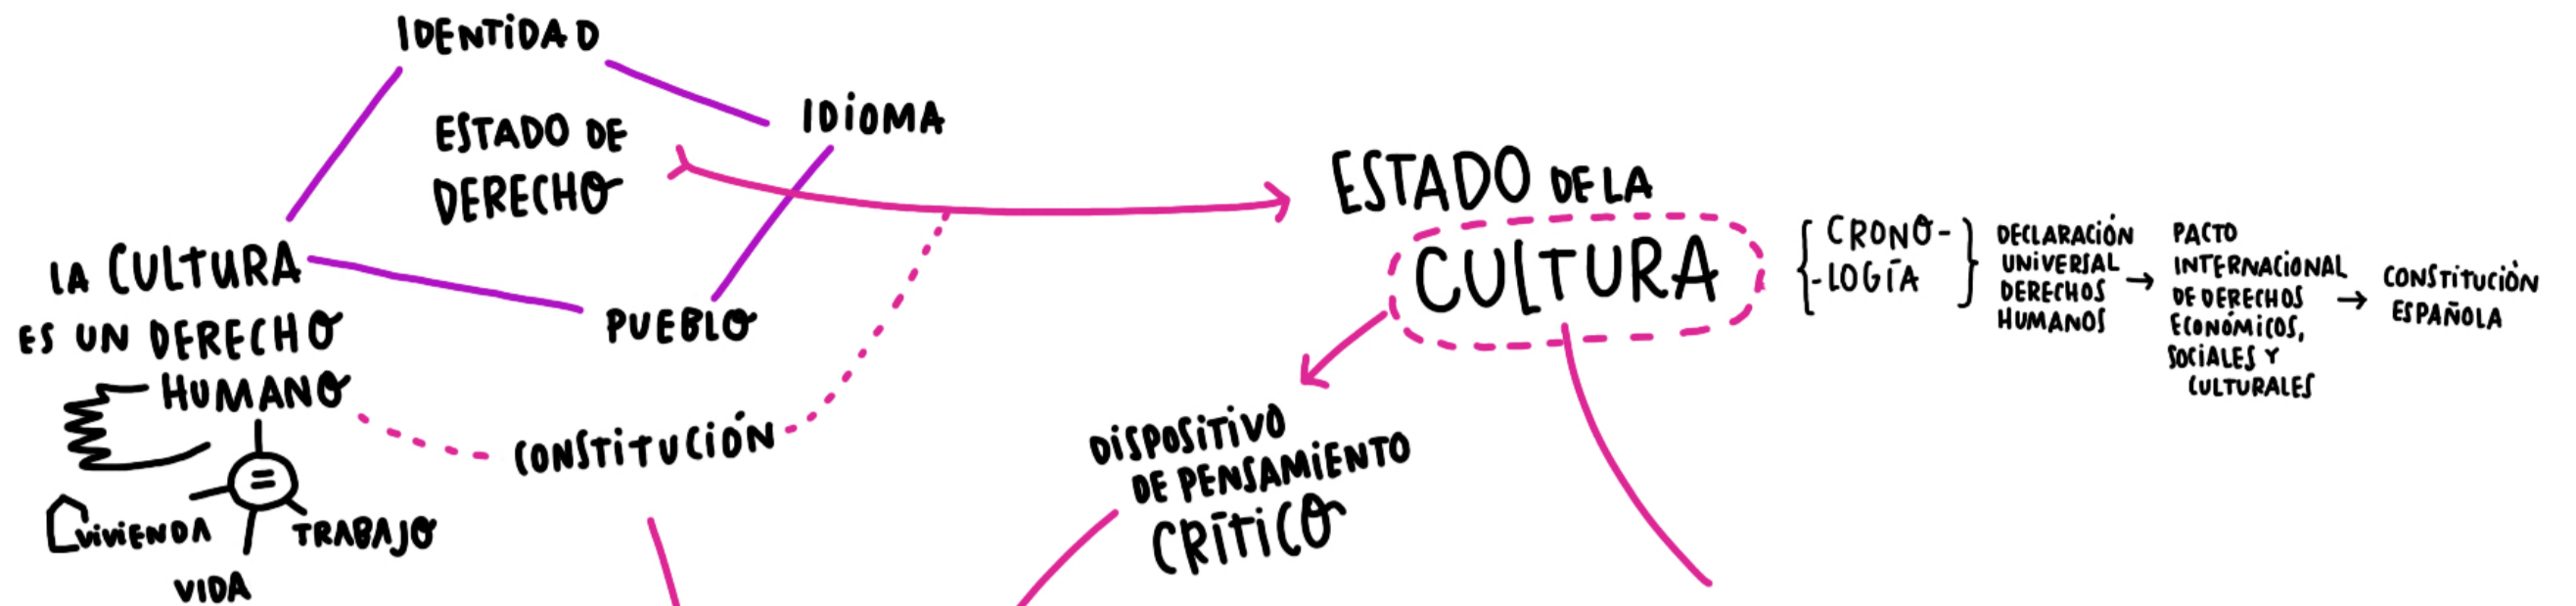 IDENTIDAD
IDIOMA
ESTADO DE
DERECHO
LA CULTURA
ES UN DERECHO
HUMANO
PUEBLO
CONSTITUCIÓN
=
VIVIENDA
TRABAJO
VIDA
ESTADO DE LA
CULTURA
DISPOSITIVO
DE PENSAMIENTO
CRÍTICO
{ CRONO- }
-LOGÍA
DECLARACIÓN
UNIVERSAL
DERECHOS
HUMANOS
→
PACTO
INTERNACIONAL
DE DERECHOS
ECONÓMICOS,
SOCIALES Y
CULTURALES
→
CONSTITUCIÓN
ESPAÑOLA